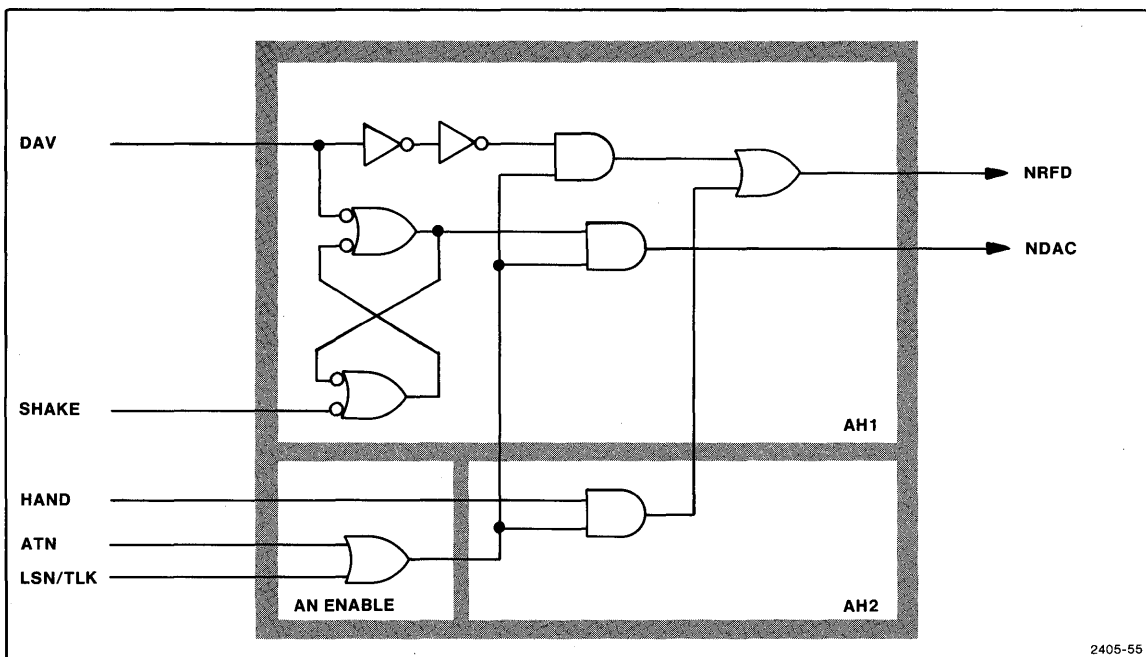 DAV
NRFD
NDAC
SHAKE
AH1
HAND
ATN
LSN/TLK
AN ENABLE
AH2
2405-55